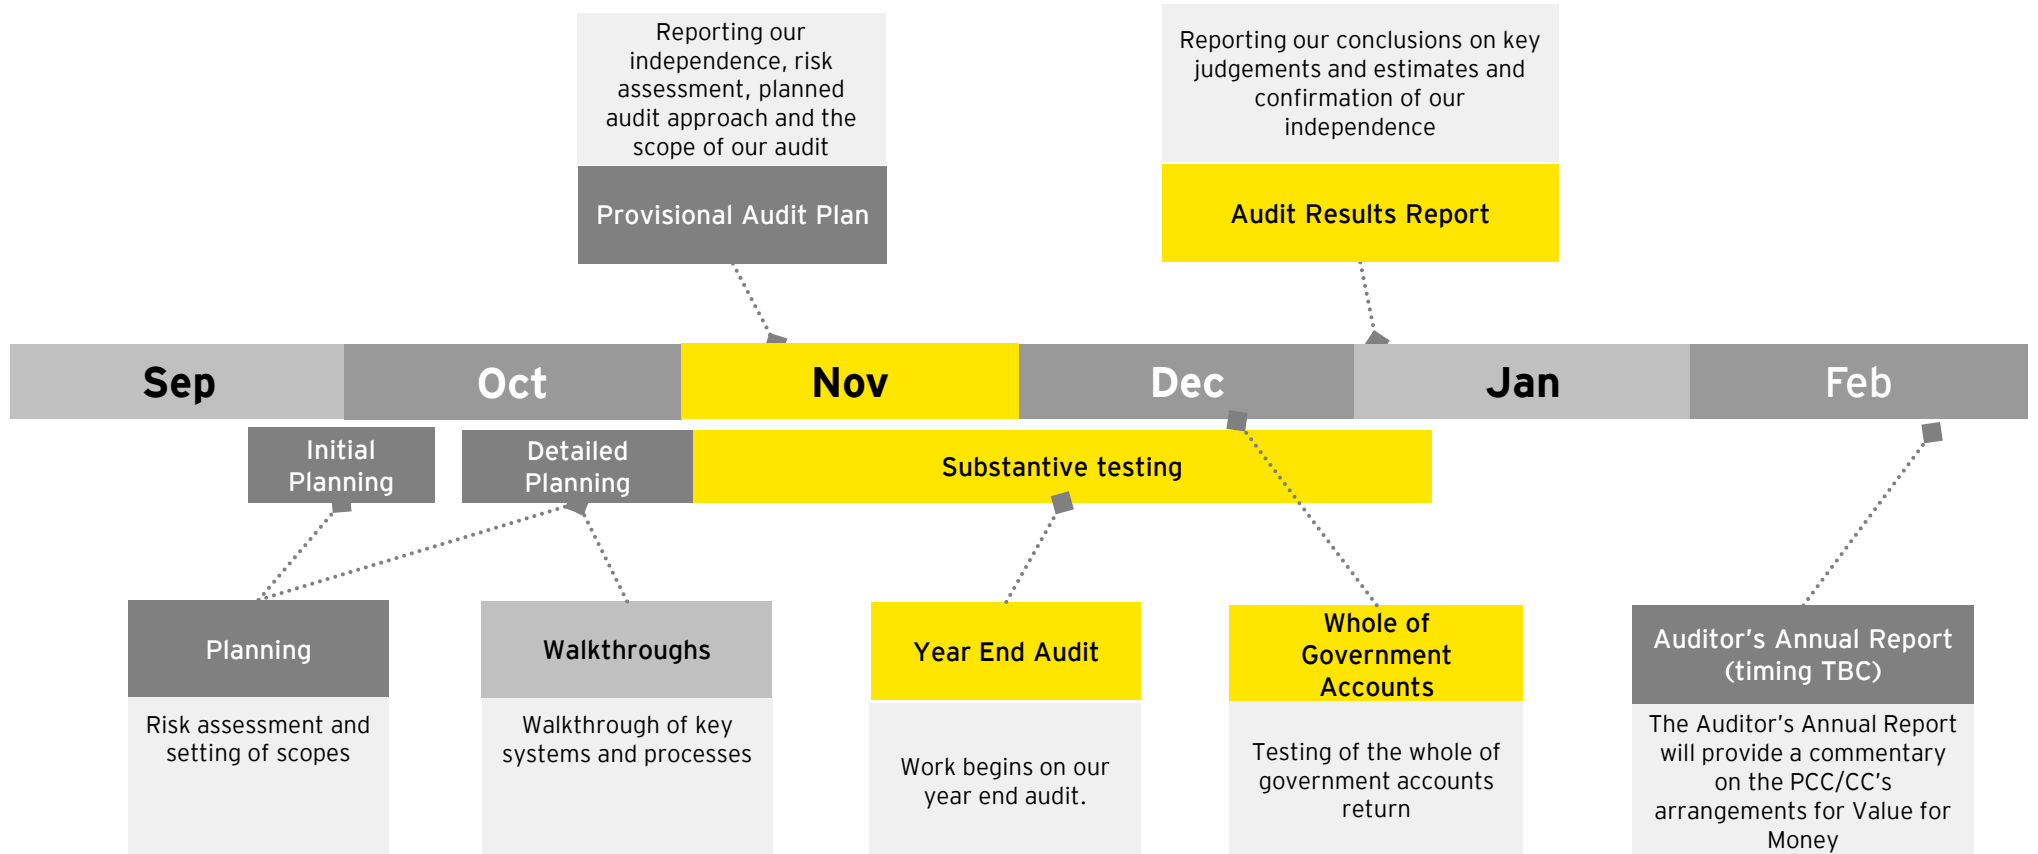 Reporting our
independence, risk
assessment, planned
audit approach and the
scope of our audit
Provisional Audit Plan
Reporting our conclusions on key
judgements and estimates and
confirmation of our
independence
Audit Results Report
Sep
Oct
Nov
Dec
Jan
Feb
Initial
Planning
Detailed
Planning
Substantive testing
Planning
Risk assessment and
setting of scopes
Walkthroughs
Walkthrough of key
systems and processes
Year End Audit
Work begins on our
year end audit.
Whole of
Government
Accounts
Testing of the whole of
government accounts
return
Auditor's Annual Report
(timing TBC)
The Auditor's Annual Report
will provide a commentary
on the PCC/CC's
arrangements for Value for
Money